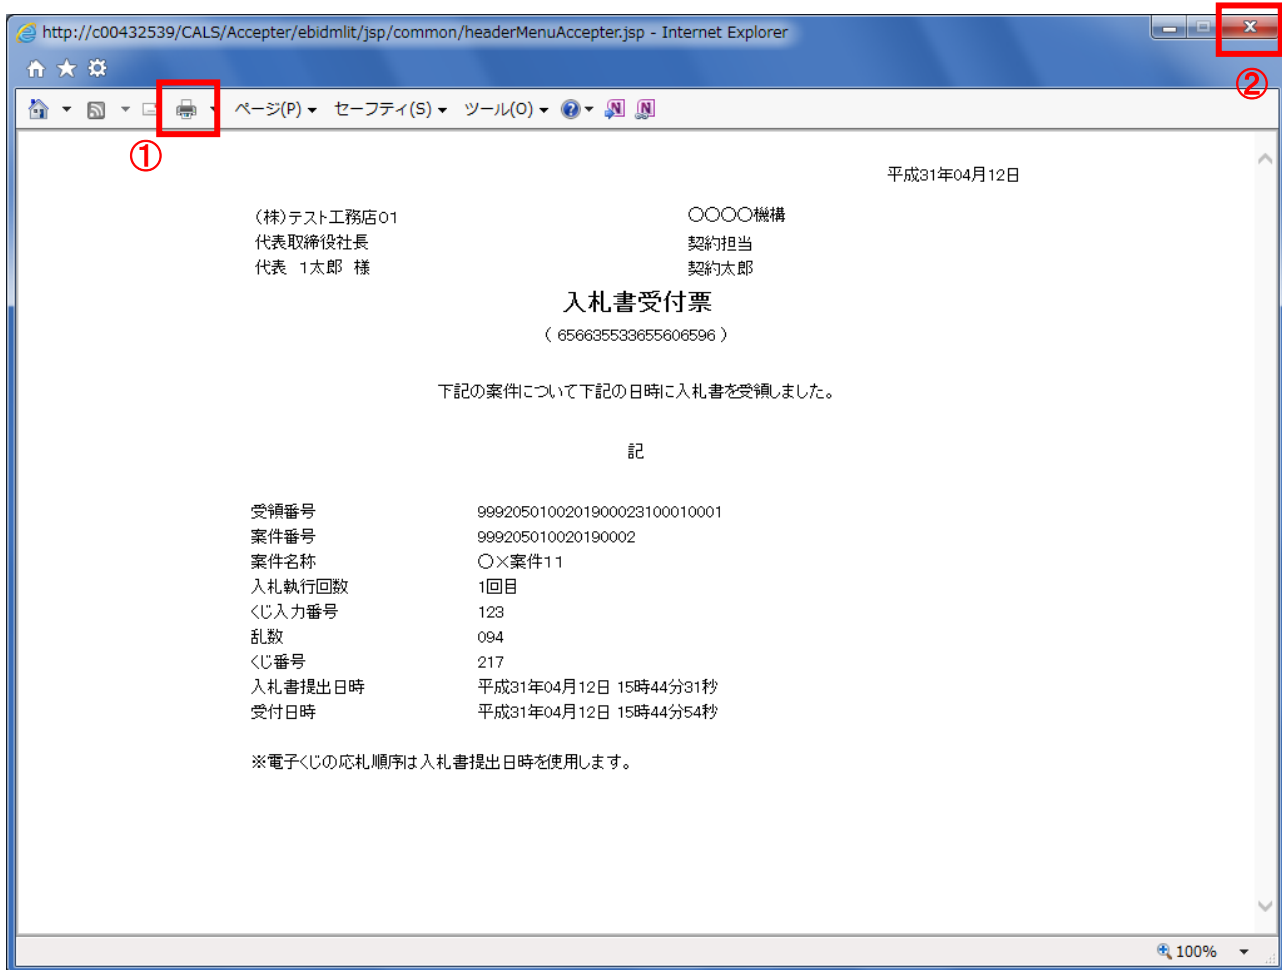 http://c00432539/CALS/Accepter/ebidmlit/jsp/common/headerMenuAccepter.jsp - Internet Explorer
②
ページ(P) セーフティ(S) ツール(O)
①
平成31年04月12日
(株)テスト工務店01 〇〇〇〇機構
代表取締役社長 契約担当
代表 1太郎 様 契約太郎
入札書受付票
( 656635533655606596 )
下記の案件について下記の日時に入札書を受領しました。
記
受領番号 9992050100201900023100010001
案件番号 999205010020190002
案件名称 〇×案件11
入札執行回数 1回目
くじ入力番号 123
乱数 094
くじ番号 217
入札書提出日時 平成31年04月12日 15時44分31秒
受付日時 平成31年04月12日 15時44分54秒
※電子くじの応札順序は入札書提出日時を使用します。
100%